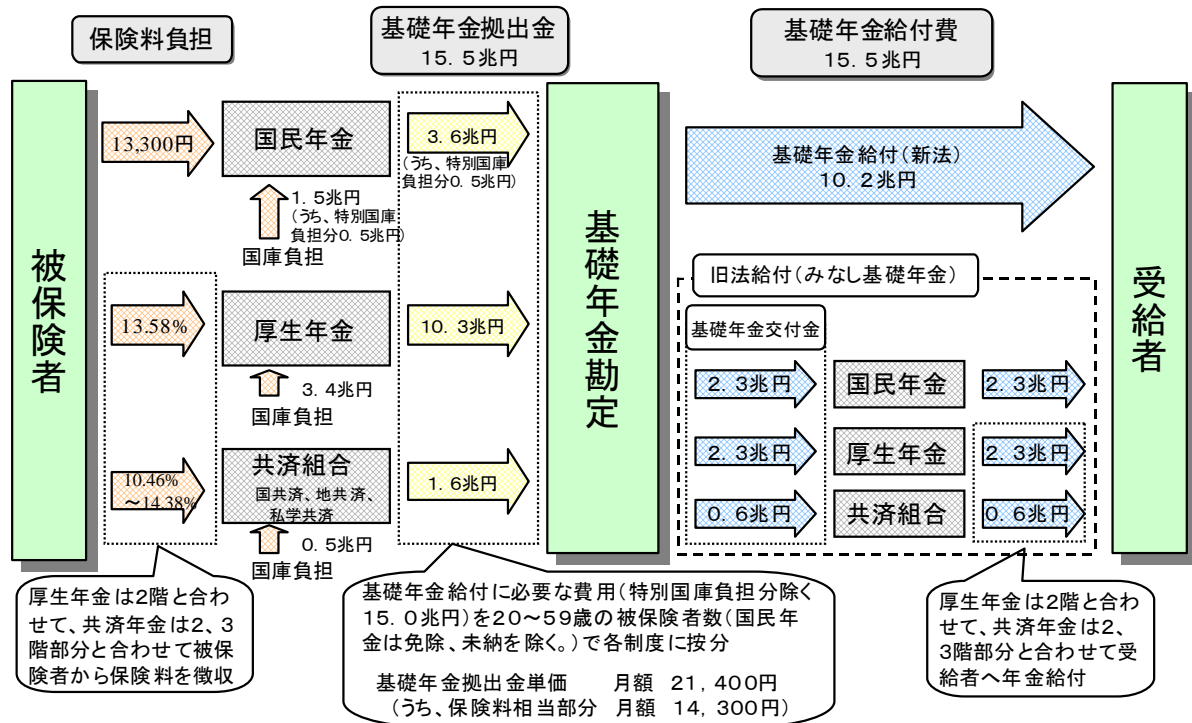 保険料負担
基礎年金拠出金
15.5兆円
基礎年金給付費
15.5兆円
被保険者
13,300円
国民年金
1.5兆円
(うち、特別国庫
負担分0.5兆円)
国庫負担
13.58%
厚生年金
3.4兆円
国庫負担
10.46%
～14.38%
共済組合
国共済、地共済、
私学共済
0.5兆円
国庫負担
3.6兆円
(うち、特別国庫
負担分0.5兆円)
10.3兆円
1.6兆円
基礎年金勘定
基礎年金給付(新法)
10.2兆円
旧法給付(みなし基礎年金)
基礎年金交付金
2.3兆円
国民年金
2.3兆円
2.3兆円
厚生年金
2.3兆円
0.6兆円
共済組合
0.6兆円
受給者
厚生年金は2階と合わ
せて、共済年金は2、3
階部分と合わせて被保
険者から保険料を徴収
基礎年金給付に必要な費用(特別国庫負担分除く
15.0兆円)を20～59歳の被保険者数(国民年
金は免除、未納を除く。)で各制度に按分
基礎年金拠出金単価 月額 21,400円
(うち、保険料相当部分 月額 14,300円)
厚生年金は2階と合わ
せて、共済年金は2、
3階部分と合わせて受
給者へ年金給付